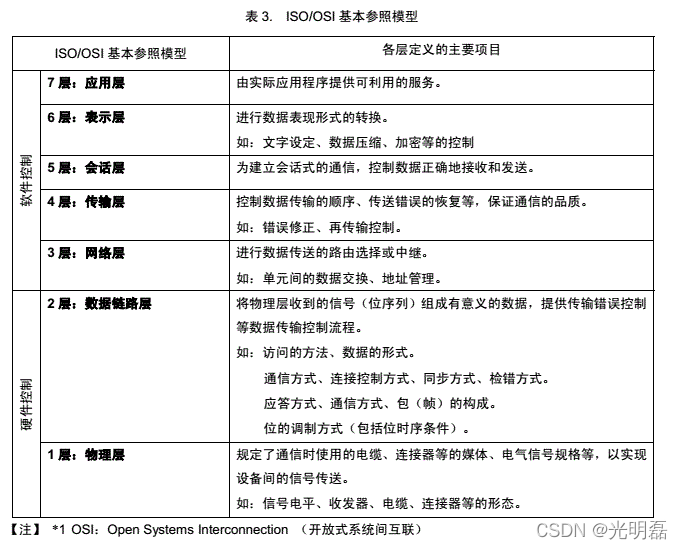 表 3. ISO/OSI 基本参照模型
ISO/OSI 基本参照模型
各层定义的主要项目
软件控制
7 层：应用层
由实际应用程序提供可利用的服务。
6 层：表示层
进行数据表现形式的转换。
如：文字设定、数据压缩、加密等的控制
5 层：会话层
为建立会话式的通信，控制数据正确地接收和发送。
4 层：传输层
控制数据传输的顺序、传送错误的恢复等，保证通信的品质。
如：错误修正、再传输控制。
3 层：网络层
进行数据传送的路由选择或中继。
如：单元间的数据交换、地址管理。
硬件控制
2 层：数据链路层
将物理层收到的信号（位序列）组成有意义的数据，提供传输错误控制
等数据传输控制流程。
如：访问的方法、数据的形式。
通信方式、连接控制方式、同步方式、检错方式。
应答方式、通信方式、包（帧）的构成。
位的调制方式（包括位时序条件）。
1 层：物理层
规定了通信时使用的电缆、连接器等的媒体、电气信号规格等，以实现
设备间的信号传送。
如：信号电平、收发器、电缆、连接器等的形态。
【注】 *1 OSI：Open Systems Interconnection （开放式系统间互联）
CSDN @光明磊